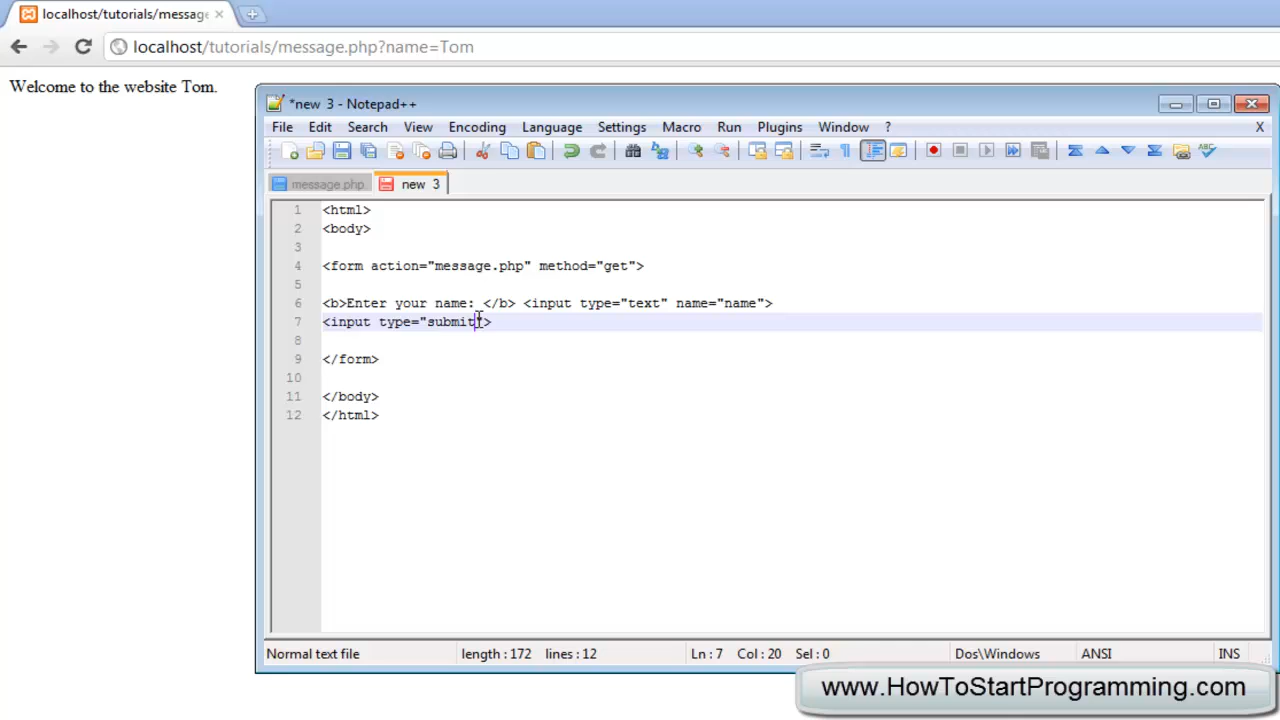 localhost/tutorials/message
localhost/tutorials/message.php?name=Tom
Welcome to the website Tom.
*new 3 - Notepad++
File Edit Search View Encoding Language Settings Macro Run Plugins Window ? X
message.php new 3
1 <html>
2 <body>
3
4 <form action="message.php" method="get">
5
6 <b>Enter your name: </b> <input type="text" name="name">
7 <input type="submit">
8
9 </form>
10
11 </body>
12 </html>
Normal text file length : 172 lines : 12 Ln : 7 Col : 20 Sel : 0 Dos\Windows ANSI INS
www.HowToStartProgramming.com